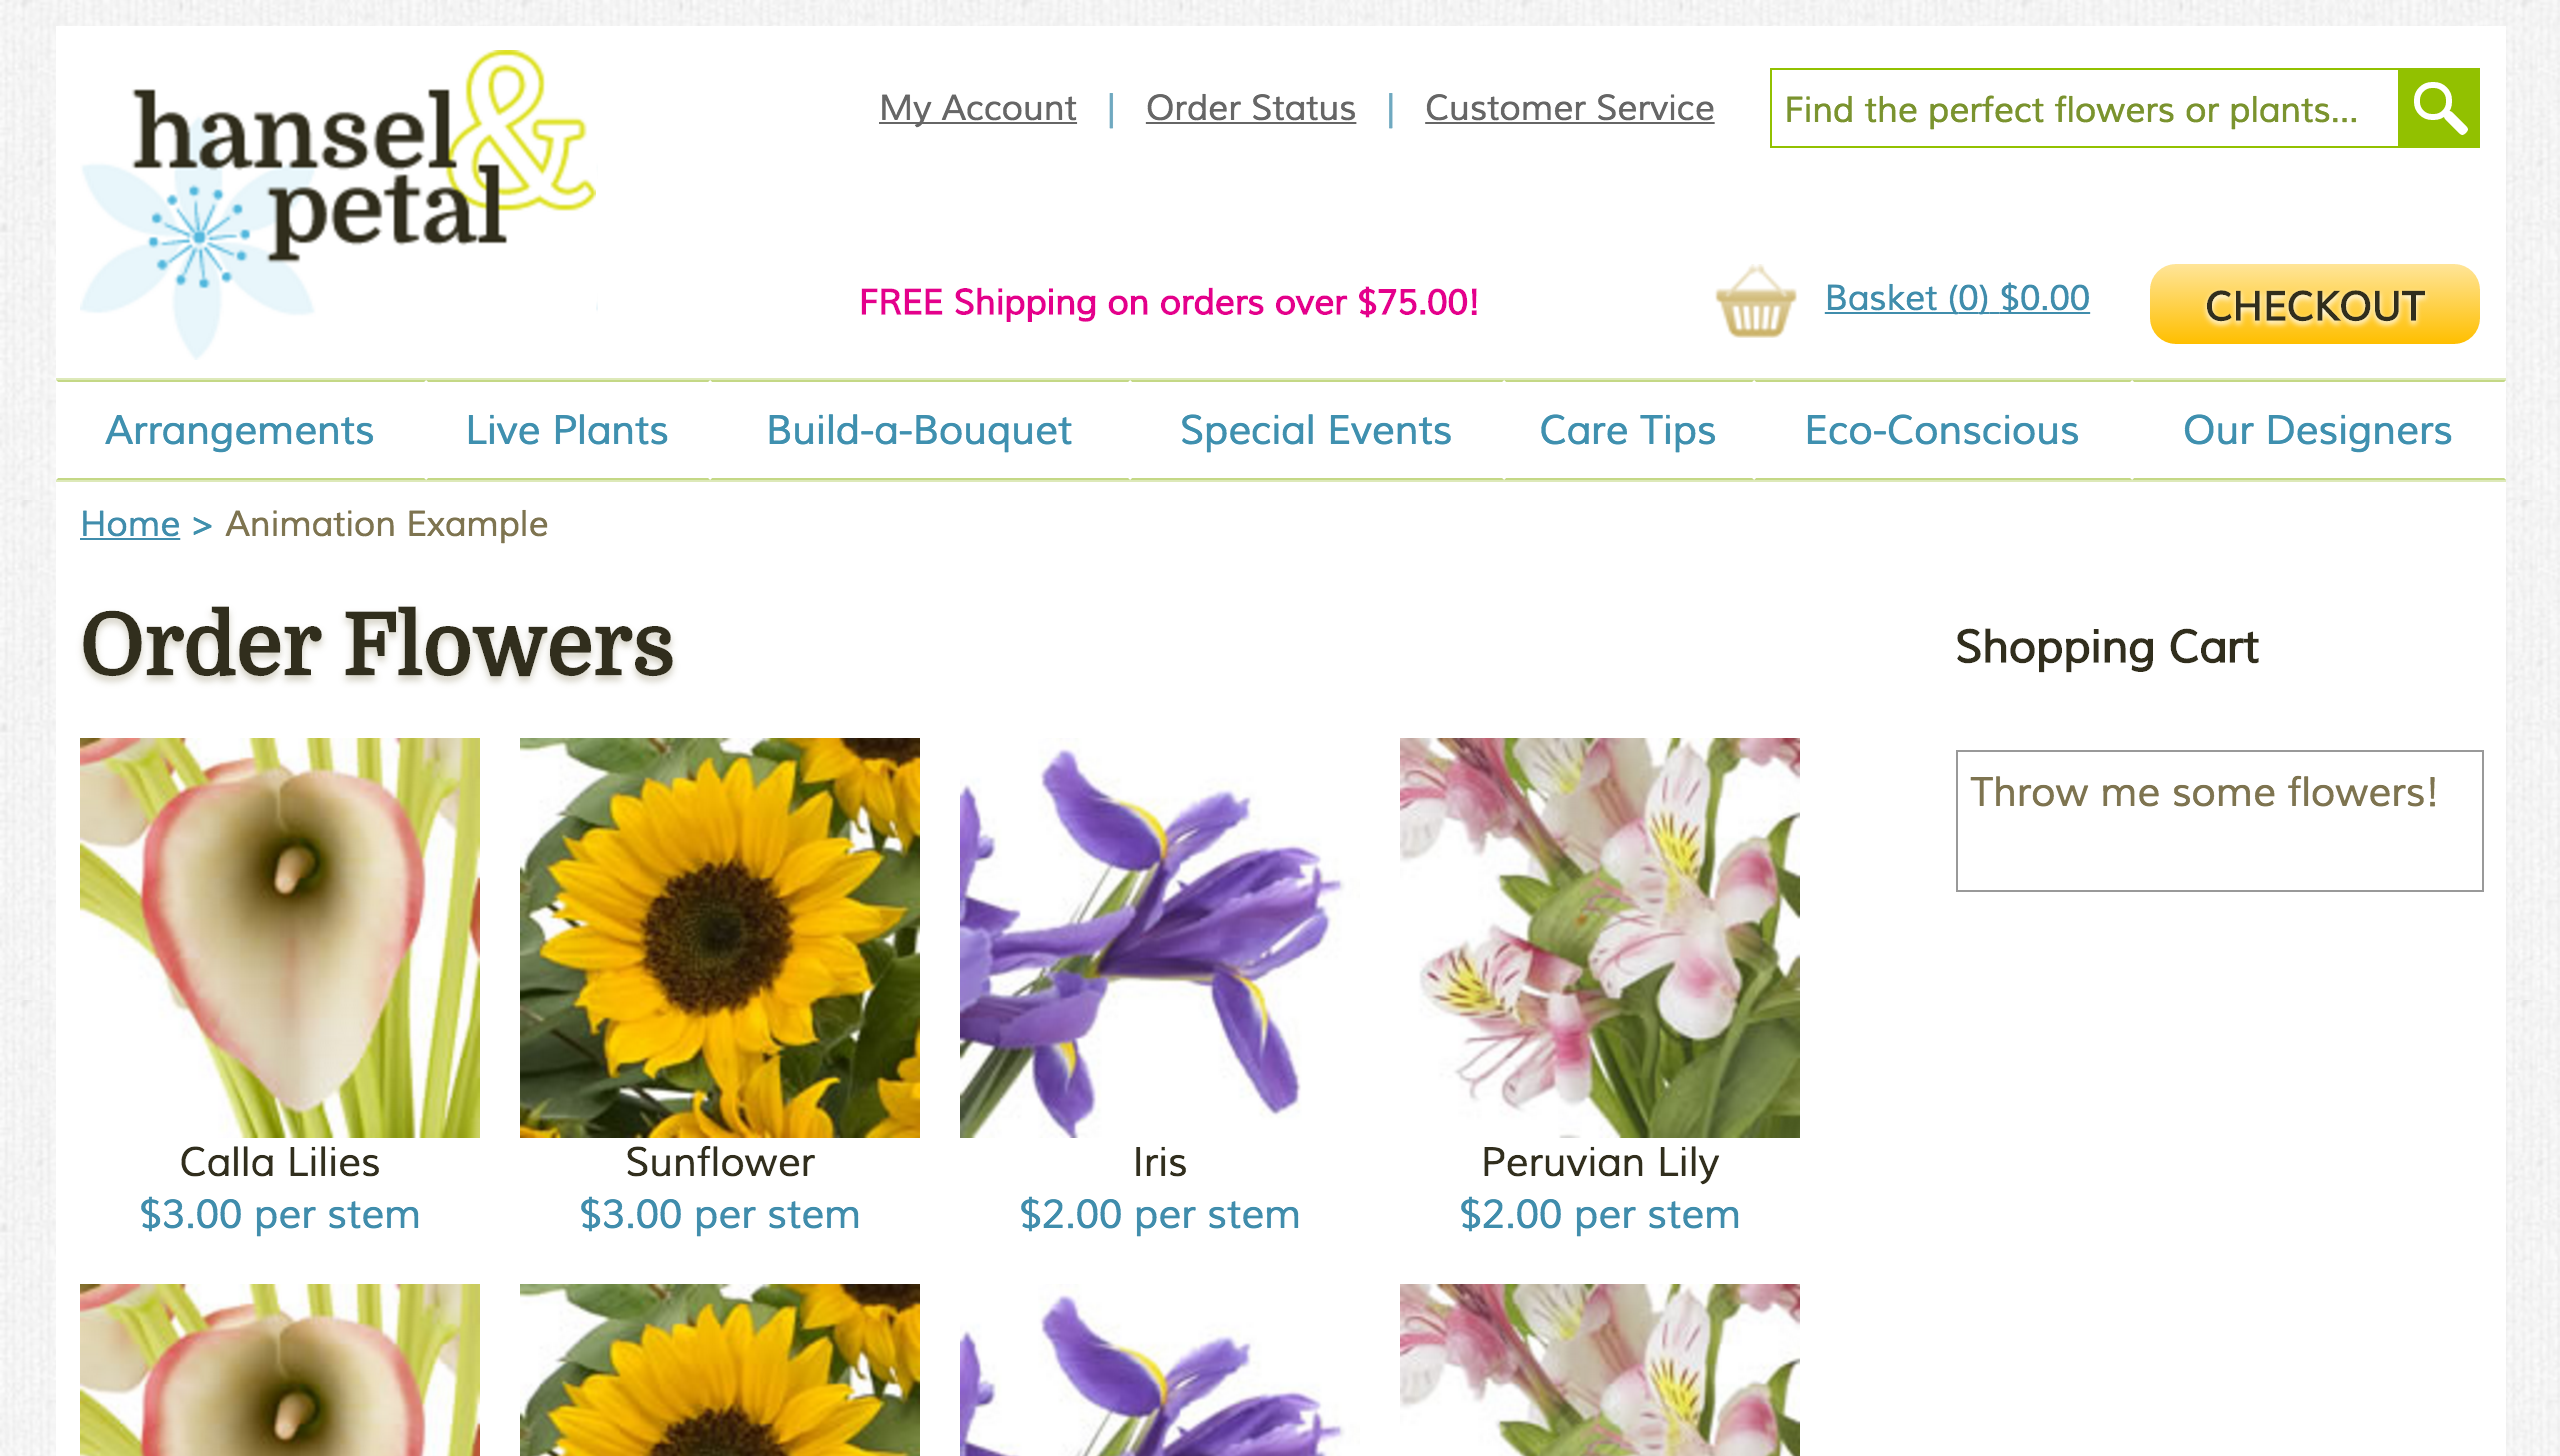 hansel &
petal
My Account | Order Status | Customer Service
Find the perfect flowers or plants...
FREE Shipping on orders over $75.00!
Basket (0) $0.00
CHECKOUT
Arrangements Live Plants Build-a-Bouquet Special Events Care Tips Eco-Conscious Our Designers
Home > Animation Example
Order Flowers
Shopping Cart
Throw me some flowers!
Calla Lilies
$3.00 per stem
Sunflower
$3.00 per stem
Iris
$2.00 per stem
Peruvian Lily
$2.00 per stem